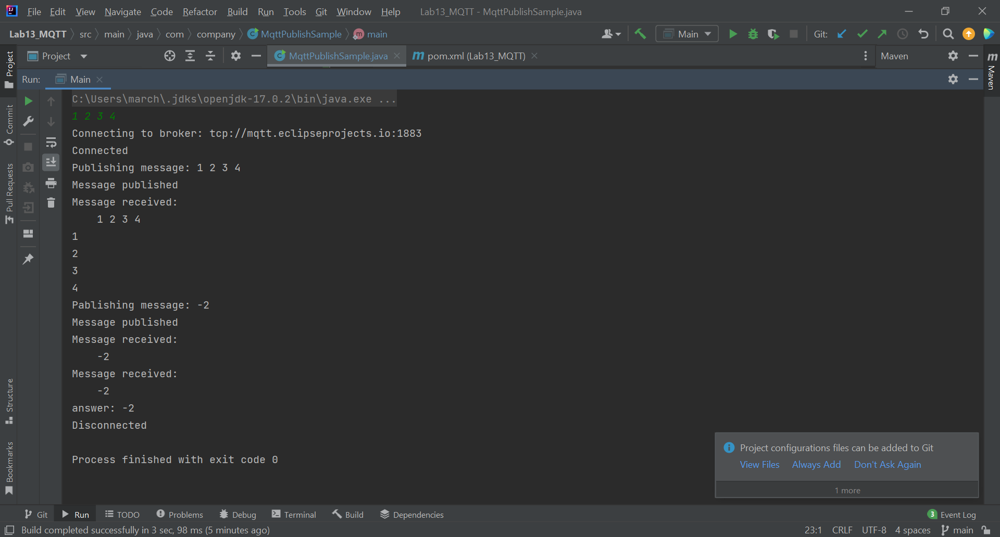 File Edit View Navigate Code Refactor Build Run Tools Git Window Help Lab13_MQTT - MqttPublishSample.java
Lab13_MQTT src main java com company MqttPublishSample main Main Git:
Project MqttPublishSample.java pom.xml (Lab13_MQTT) Maven
Run: Main
C:\Users\march\.jdks\openjdk-17.0.2\bin\java.exe ...
1 2 3 4
Connecting to broker: tcp://mqtt.eclipseprojects.io:1883
Connected
Publishing message: 1 2 3 4
Message published
Message received:
1 2 3 4
1
2
3
4
Pablishing message: -2
Message published
Message received:
-2
Message received:
-2
answer: -2
Disconnected
Process finished with exit code 0
Project
Commit
Pull Requests
Structure
Bookmarks
Maven
Project configurations files can be added to Git
View Files Always Add Don't Ask Again
1 more
Git Run TODO Problems Debug Terminal Build Dependencies 3 Event Log
Build completed successfully in 3 sec, 98 ms (5 minutes ago) 23:1 CRLF UTF-8 4 spaces main